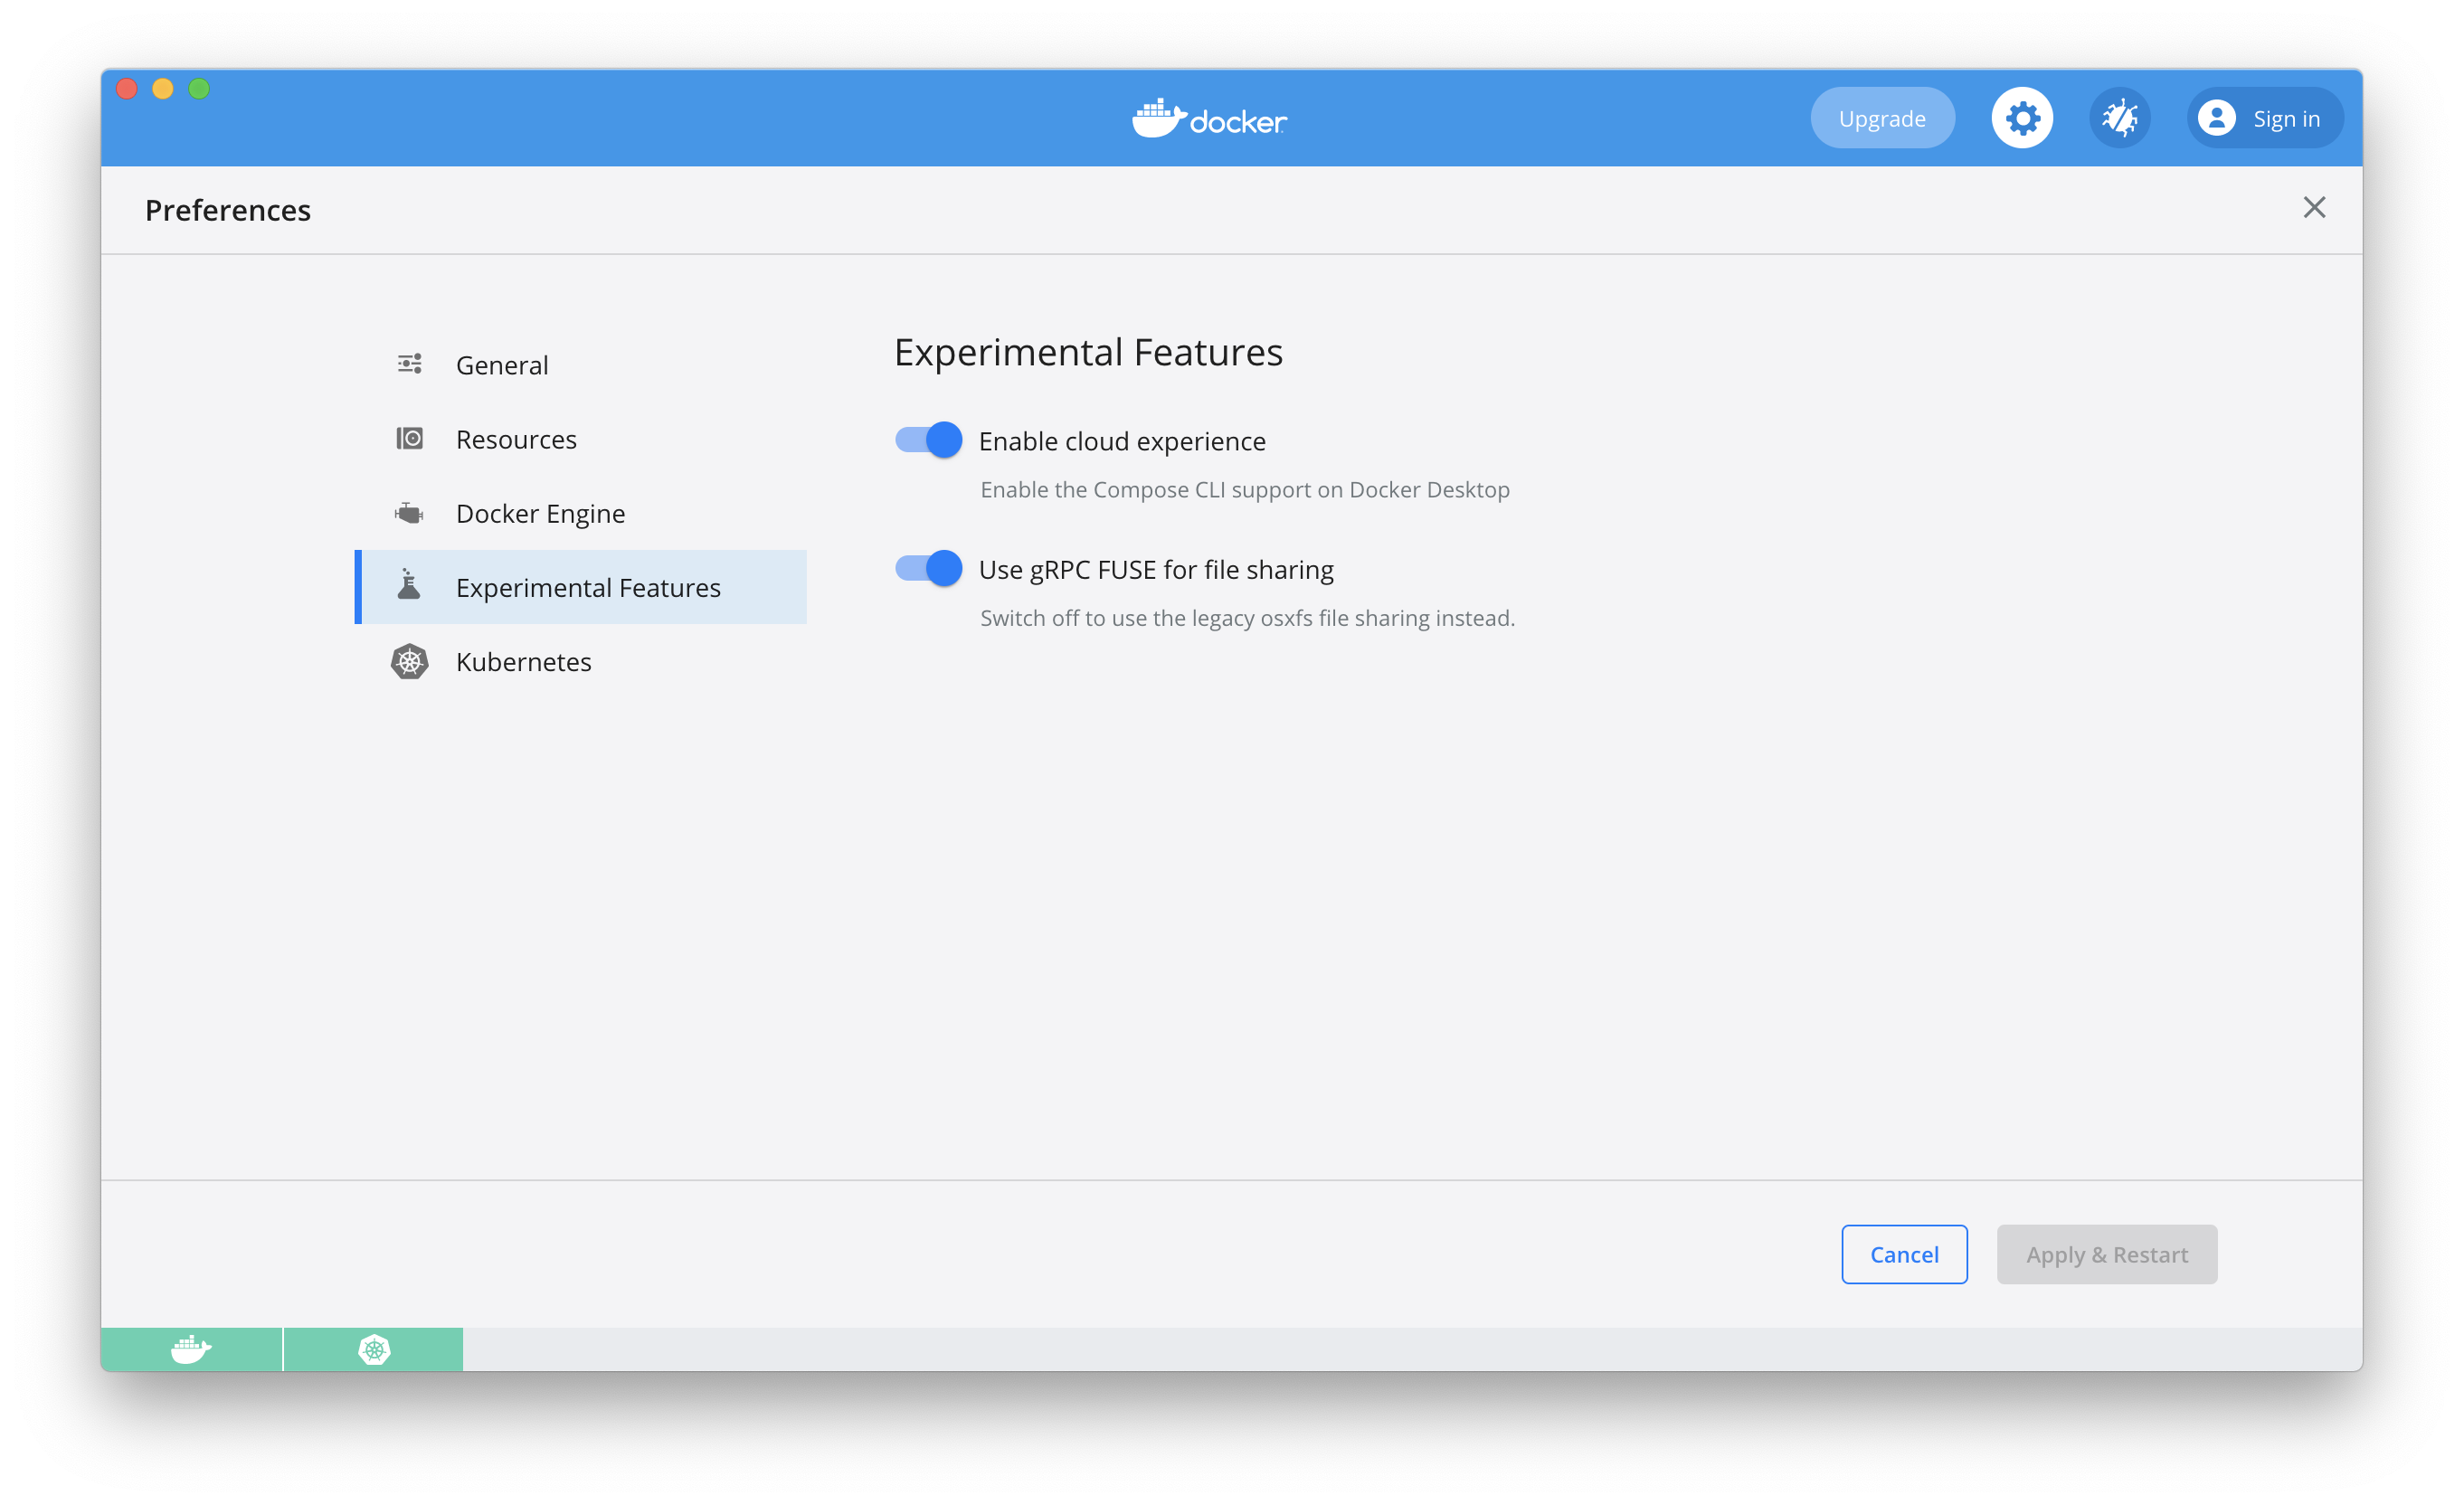 docker
Upgrade
Sign in
Preferences
General
Resources
Docker Engine
Experimental Features
Kubernetes
Experimental Features
Enable cloud experience
Enable the Compose CLI support on Docker Desktop
Use gRPC FUSE for file sharing
Switch off to use the legacy osxfs file sharing instead.
Cancel
Apply & Restart